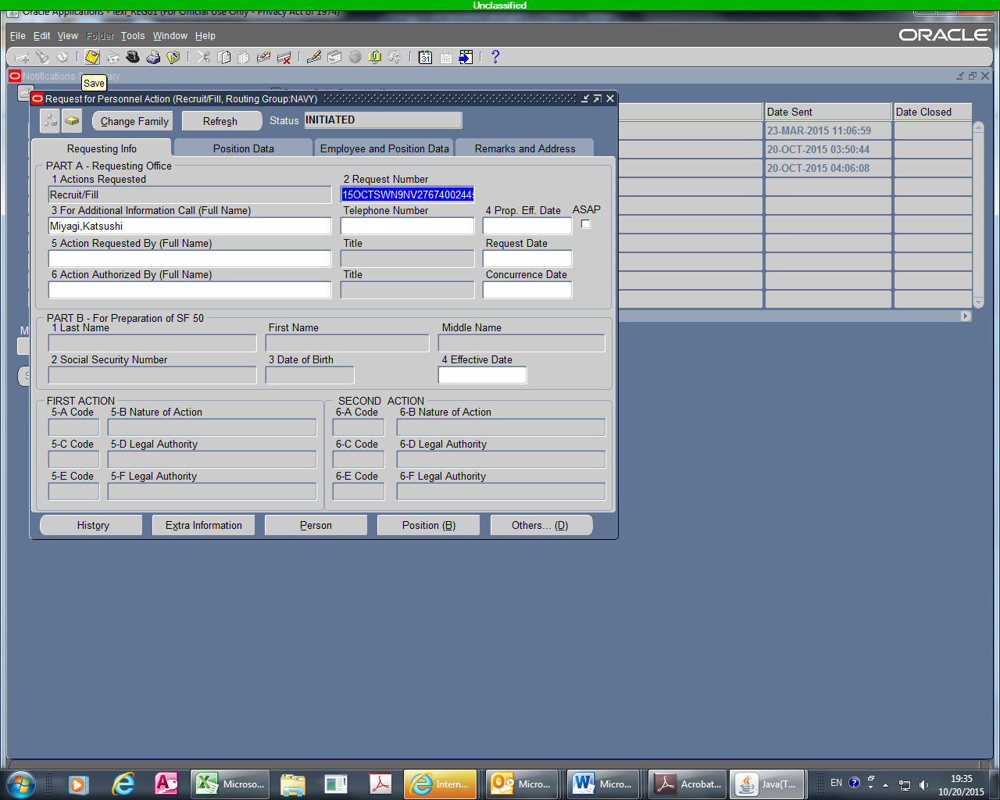 Unclassified
Oracle Applications - Text_REG01 (For Official Use Only - Privacy Act of 1974)
File Edit View Folder Tools Window Help
ORACLE
Save
Request for Personnel Action (Recruit/Fill, Routing Group:NAVY)
Change Family Refresh Status INITIATED
Date Sent Date Closed
23-MAR-2015 11:06:59
20-OCT-2015 03:50:44
20-OCT-2015 04:06:08
Requesting Info Position Data Employee and Position Data Remarks and Address
PART A - Requesting Office
1 Actions Requested 2 Request Number
Recruit/Fill 15OCTSWN9NV2767400244
3 For Additional Information Call (Full Name) Telephone Number 4 Prop. Eff. Date ASAP
Miyagi,Katsushi
5 Action Requested By (Full Name) Title Request Date
6 Action Authorized By (Full Name) Title Concurrence Date
PART B - For Preparation of SF 50
1 Last Name First Name Middle Name
2 Social Security Number 3 Date of Birth 4 Effective Date
FIRST ACTION SECOND ACTION
5-A Code 5-B Nature of Action 6-A Code 6-B Nature of Action
5-C Code 5-D Legal Authority 6-C Code 6-D Legal Authority
5-E Code 5-F Legal Authority 6-E Code 6-F Legal Authority
History Extra Information Person Position (B) Others... (D)
Microso... Intern... Micro... Micro... Acrobat... Java(T... EN 19:35
10/20/2015